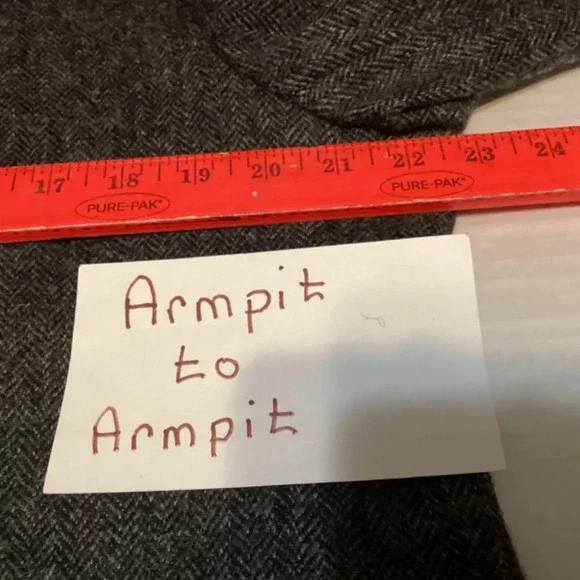 17 18 19 20 21 22 23 24
PURE-PAK® PURE-PAK®
Armpit
to
Armpit